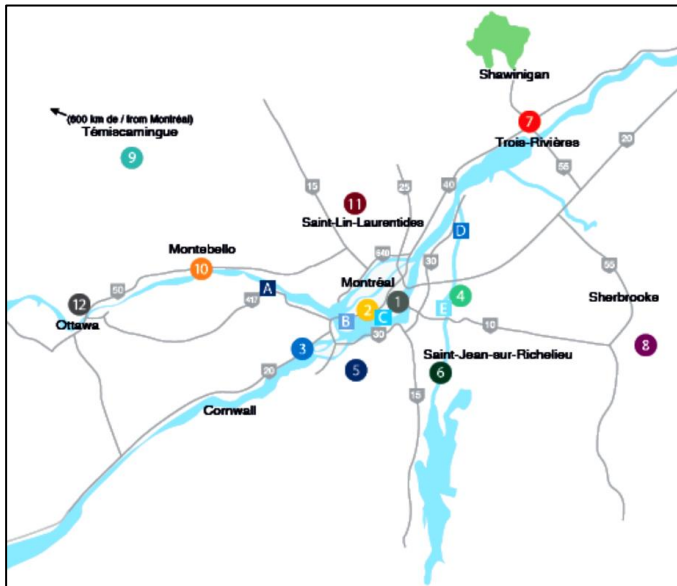 Shawinigan
(600 km de / from Montréal)
Témiscamingue
7
Trois-Rivières
9
20
55
15
25
40
11
Saint-Lin-Laurentides
D
640
30
Montebello
10
Montréal
55
A
50
12
Ottawa
417
1
2
4
Sherbrooke
B
C
E
10
30
3
8
Saint-Jean-sur-Richelieu
20
5
6
15
Cornwall